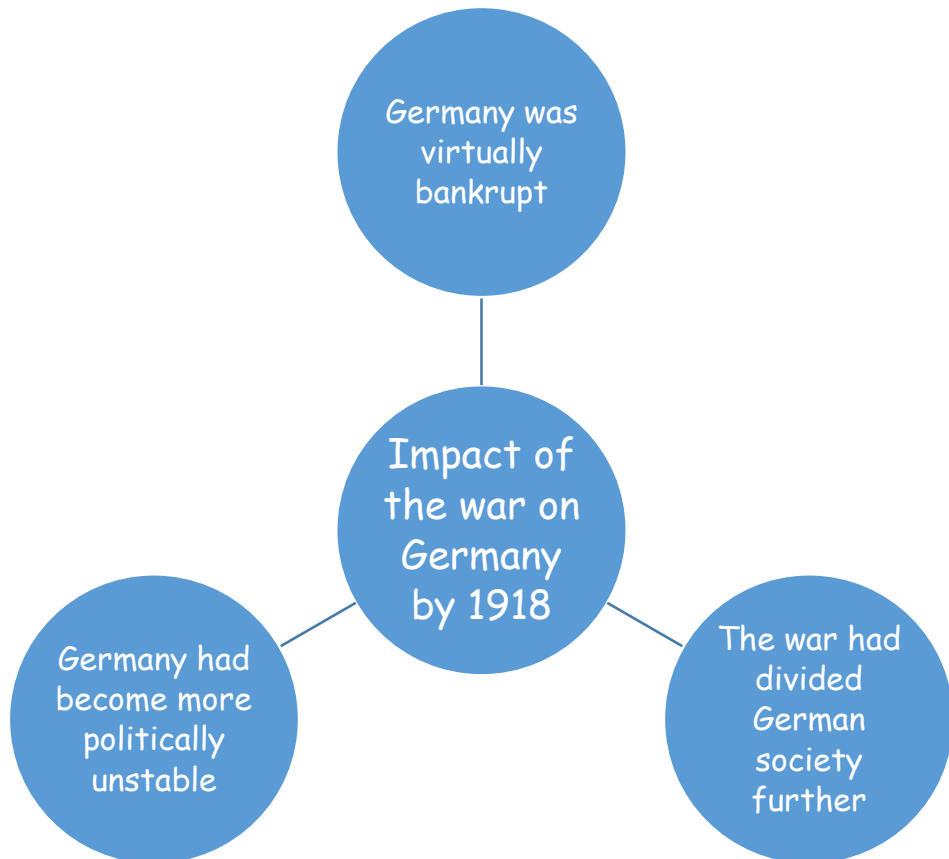 Germany was
virtually
bankrupt
Impact of
the war on
Germany
by 1918
Germany had
become more
politically
unstable
The war had
divided
German
society
further